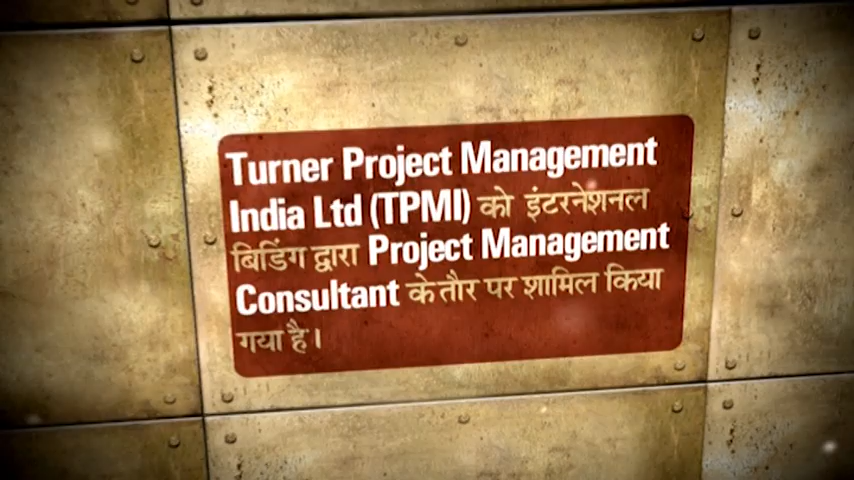 Turner Project Management
India Ltd (TPMI) को इंटरनेशनल
बिडिंग द्वारा Project Management
Consultant के तौर पर शामिल किया
गया है।